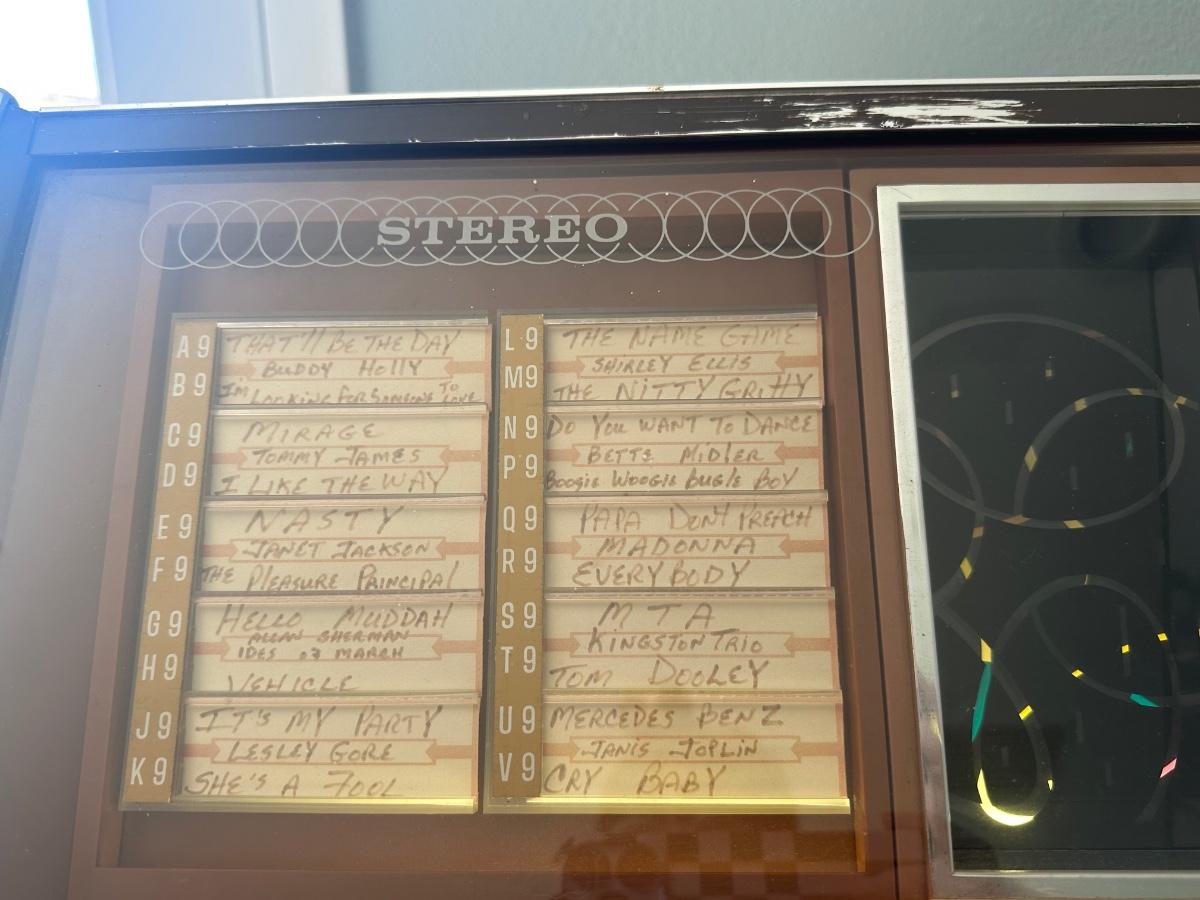 STEREO
A9 THAT'll BE THE DAY
BUDDY HOLLY
B9 I'm LOOKING FOR SOMEONE TO LOVE
C9 MIRAGE
TOMMY JAMES
D9 I LIKE THE WAY
E9 NASTY
JANET JACKSON
F9 THE PLEASURE PRINCIPAL
G9 HELLO MUDDAH
ALLAN SHERMAN
IDES OF MARCH
H9 VEHICLE
J9 IT'S MY PARTY
LESLEY GORE
K9 SHE'S A FOOL
L9 THE NAME GAME
SHIRLEY ELLIS
M9 THE NITTY GRITTY
N9 DO YOU WANT TO DANCE
BETTE MIDLER
P9 Boogie Woogie Bugle BOY
Q9 PAPA DON'T PREACH
MADONNA
R9 EVERYBODY
S9 MTA
KINGSTON TRIO
T9 TOM DOOLEY
U9 MERCEDES BENZ
JANIS JOPLIN
V9 CRY BABY